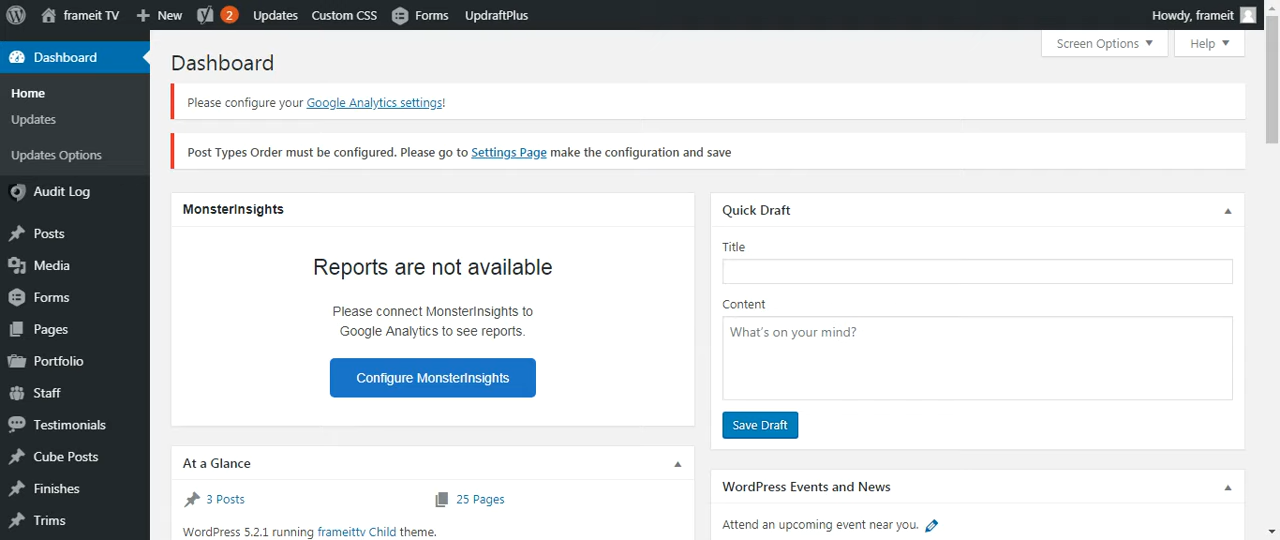 frameit TV
New
2
Updates
Custom CSS
Forms
UpdraftPlus
Howdy, frameit
Dashboard
Home
Updates
Updates Options
Audit Log
Posts
Media
Forms
Pages
Portfolio
Staff
Testimonials
Cube Posts
Finishes
Trims
Screen Options
Help
Dashboard
Please configure your Google Analytics settings!
Post Types Order must be configured. Please go to Settings Page make the configuration and save
MonsterInsights
Reports are not available
Please connect MonsterInsights to
Google Analytics to see reports.
Configure MonsterInsights
At a Glance
3 Posts
25 Pages
WordPress 5.2.1 running frameittv Child theme.
Quick Draft
Title
Content
What's on your mind?
Save Draft
WordPress Events and News
Attend an upcoming event near you.